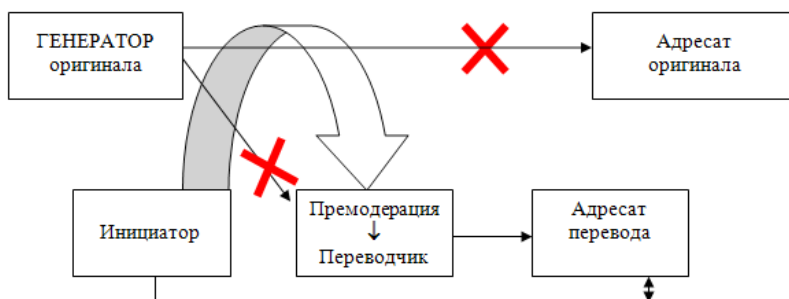 ГЕНЕРАТОР
оригинала
Адресат
оригинала
Инициатор
Премодерация
↓
Переводчик
Адресат
перевода